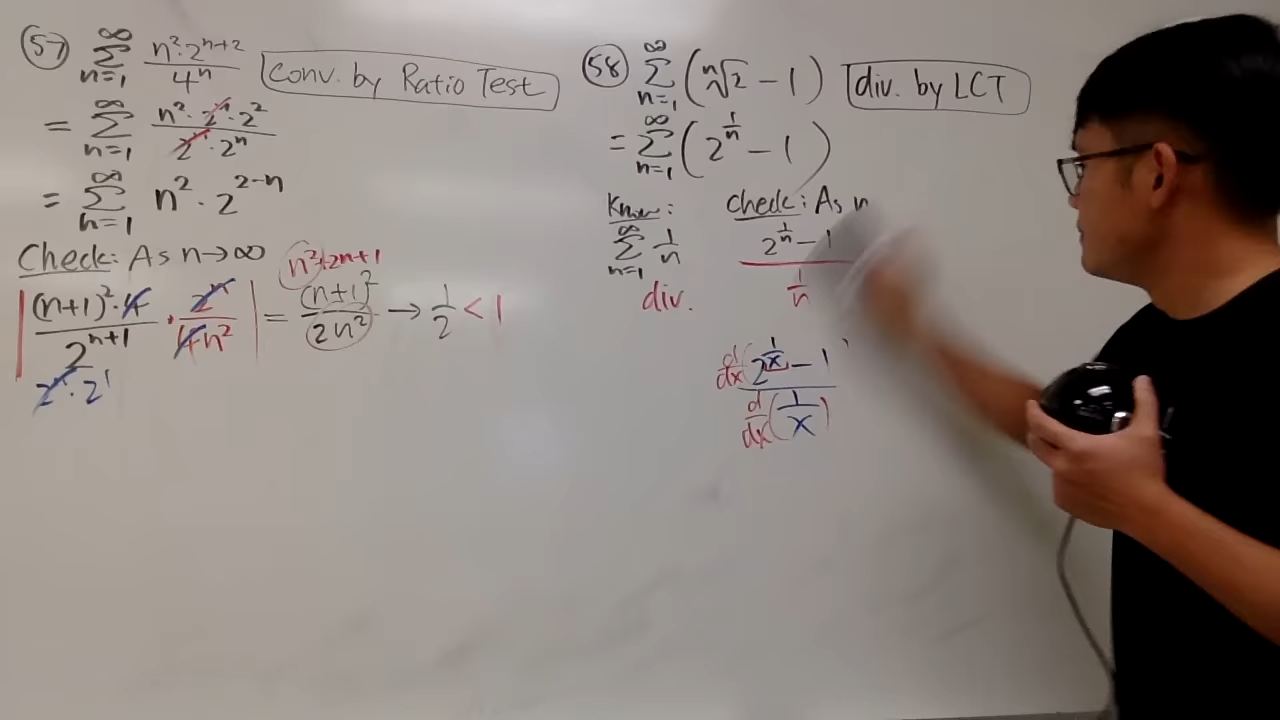 (57) ∞ Σ n=1 n²·2ⁿ⁺² / 4ⁿ conv. by Ratio Test
= ∞ Σ n=1 n²·2ⁿ·2² / 2ⁿ·2ⁿ
= ∞ Σ n=1 n²·2²⁻ⁿ
Check: As n→∞
n²+2n+1
| (n+1)²·4 / 2ⁿ⁺¹ · 2ⁿ / 4n² | = (n+1)² / 2n² → 1/2 < 1
2ⁿ·2¹
(58) ∞ Σ n=1 (ⁿ√2 − 1) div. by LCT
= ∞ Σ n=1 (2^(1/n) − 1)
Know: Check: As n
∞ Σ n=1 1/n
div.
2^(1/n) − 1 / 1/n
d/dx (2^(1/x) − 1)
d/dx (1/x)